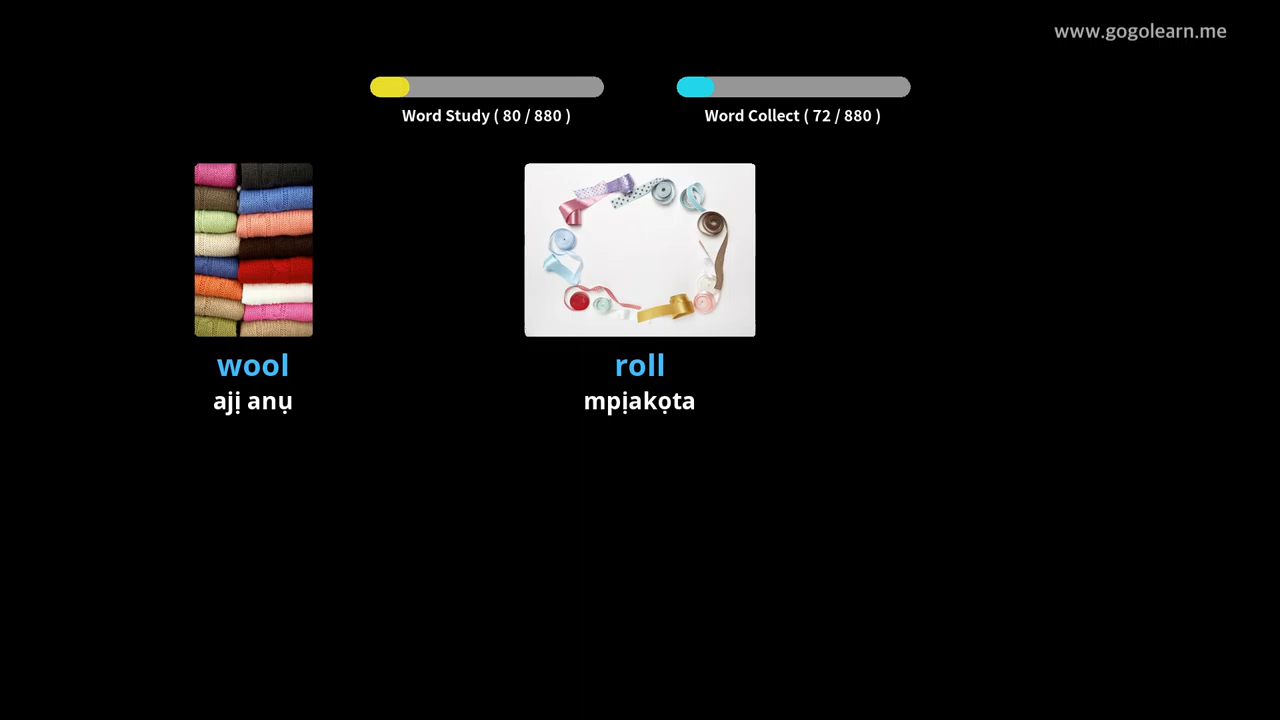 www.gogolearn.me
Word Study ( 80 / 880 )
Word Collect ( 72 / 880 )
wool
ajị anụ
roll
mpịakọta